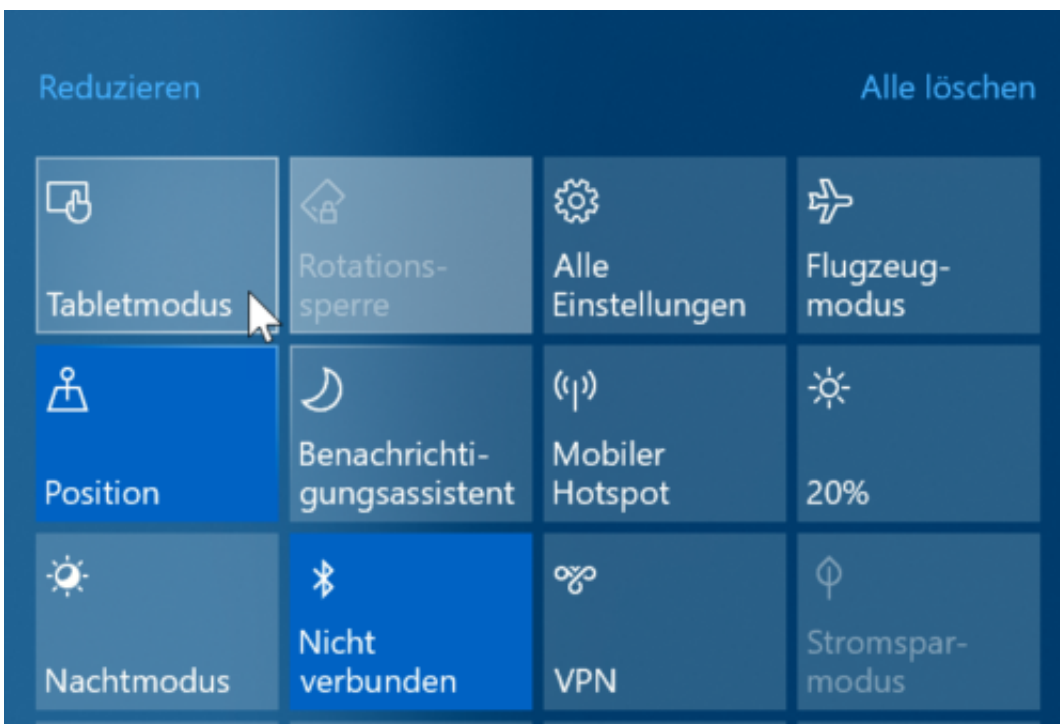 Reduzieren
Alle löschen
Tabletmodus
Rotations-
sperre
Alle
Einstellungen
Flugzeug-
modus
Position
Benachrichti-
gungsassistent
Mobiler
Hotspot
20%
Nachtmodus
Nicht
verbunden
VPN
Stromspar-
modus